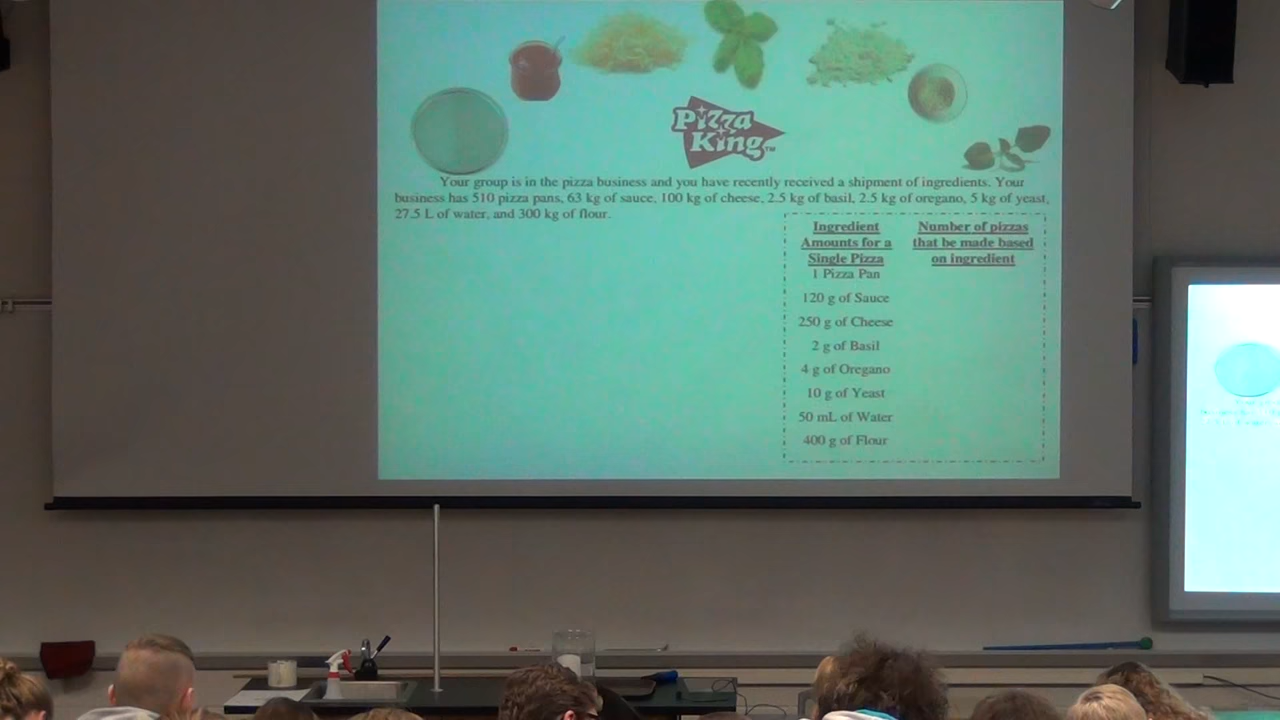 Pizza
King™
Your group is in the pizza business and you have recently received a shipment of ingredients. Your
business has 510 pizza pans, 63 kg of sauce, 100 kg of cheese, 2.5 kg of basil, 2.5 kg of oregano, 5 kg of yeast,
27.5 L of water, and 300 kg of flour.
Ingredient
Amounts for a
Single Pizza
Number of pizzas
that be made based
on ingredient
1 Pizza Pan
120 g of Sauce
250 g of Cheese
2 g of Basil
4 g of Oregano
10 g of Yeast
50 mL of Water
400 g of Flour